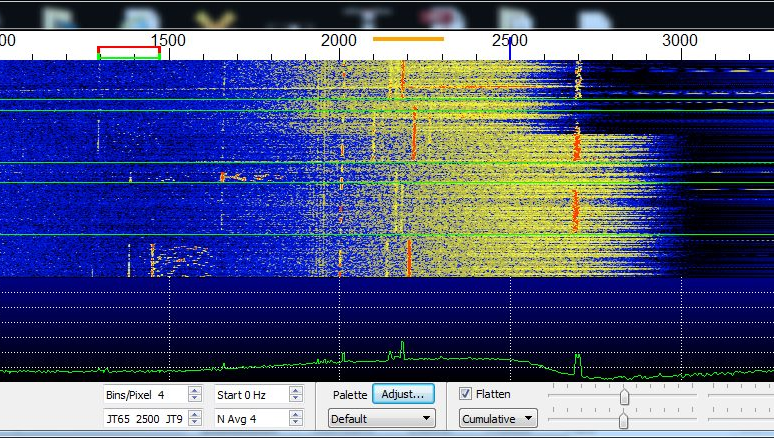 00 1500 2000 2500 3000
Bins/Pixel 4 Start 0 Hz Palette Adjust... Flatten
JT65 2500 JT9 N Avg 4 Default Cumulative